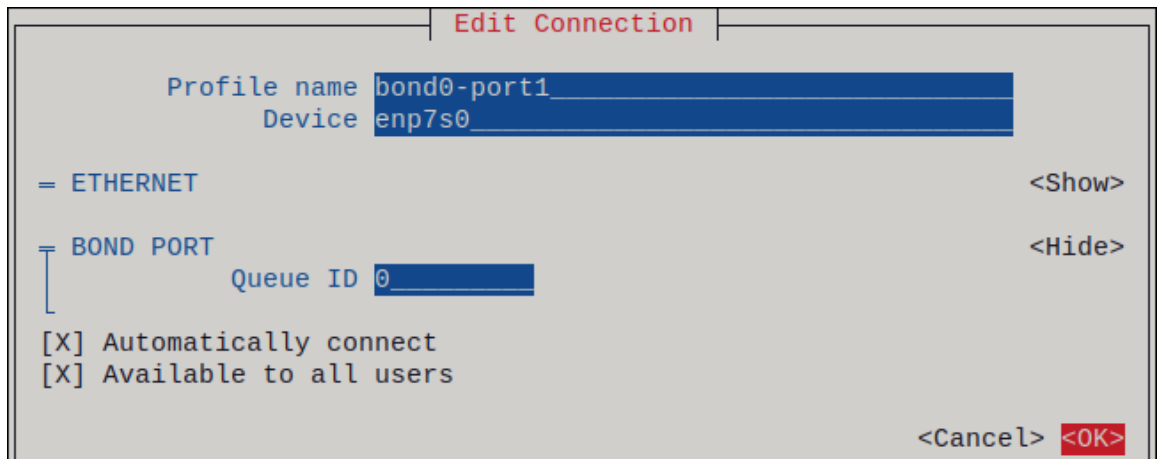 Edit Connection
Profile name bond0-port1
Device enp7s0
= ETHERNET <Show>
BOND PORT <Hide>
Queue ID 0
[X] Automatically connect
[X] Available to all users
<Cancel> <OK>